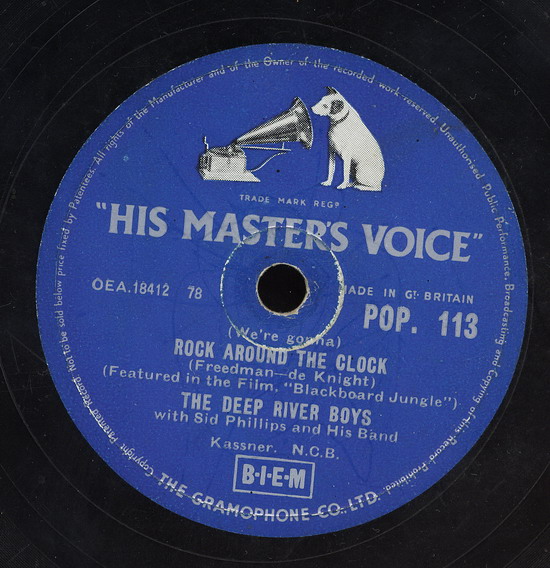 Copyright Patented Record Not to be sold below price fixed by Patentees. All rights of the Manufacturer and of the Owner of the recorded work reserved. Unauthorised Public Performance, Broadcasting and Copying of this Record Prohibited
TRADE MARK REGD
"HIS MASTER'S VOICE"
OEA.18412 78
MADE IN GT. BRITAIN
POP. 113
(We're gonna)
ROCK AROUND THE CLOCK
(Freedman—de Knight)
(Featured in the Film, "Blackboard Jungle")
THE DEEP RIVER BOYS
with Sid Phillips and His Band
Kassner. N.C.B.
B·I·E·M
THE GRAMOPHONE CO., LTD.